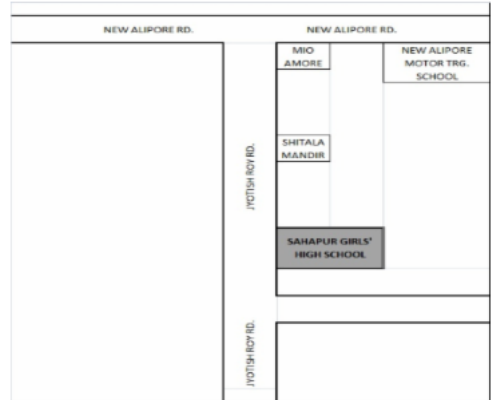 NEW ALIPORE RD.
NEW ALIPORE RD.
MIO
AMORE
NEW ALIPORE
MOTOR TRG.
SCHOOL
SHITALA
MANDIR
JYOTISH ROY RD.
SAHAPUR GIRLS'
HIGH SCHOOL
JYOTISH ROY RD.